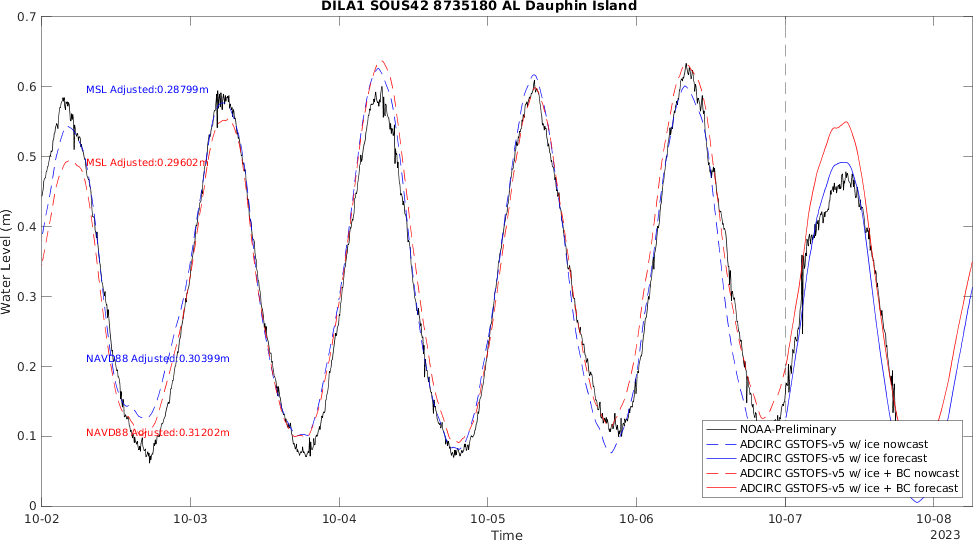 DILA1 SOUS42 8735180 AL Dauphin Island
0.7
0.6
0.5
0.4
0.3
0.2
0.1
0
Water Level (m)
MSL Adjusted:0.28799m
MSL Adjusted:0.29602m
NAVD88 Adjusted:0.30399m
NAVD88 Adjusted:0.31202m
NOAA-Preliminary
ADCIRC GSTOFS-v5 w/ ice nowcast
ADCIRC GSTOFS-v5 w/ ice forecast
ADCIRC GSTOFS-v5 w/ ice + BC nowcast
ADCIRC GSTOFS-v5 w/ ice + BC forecast
10-02 10-03 10-04 10-05 10-06 10-07 10-08
Time
2023